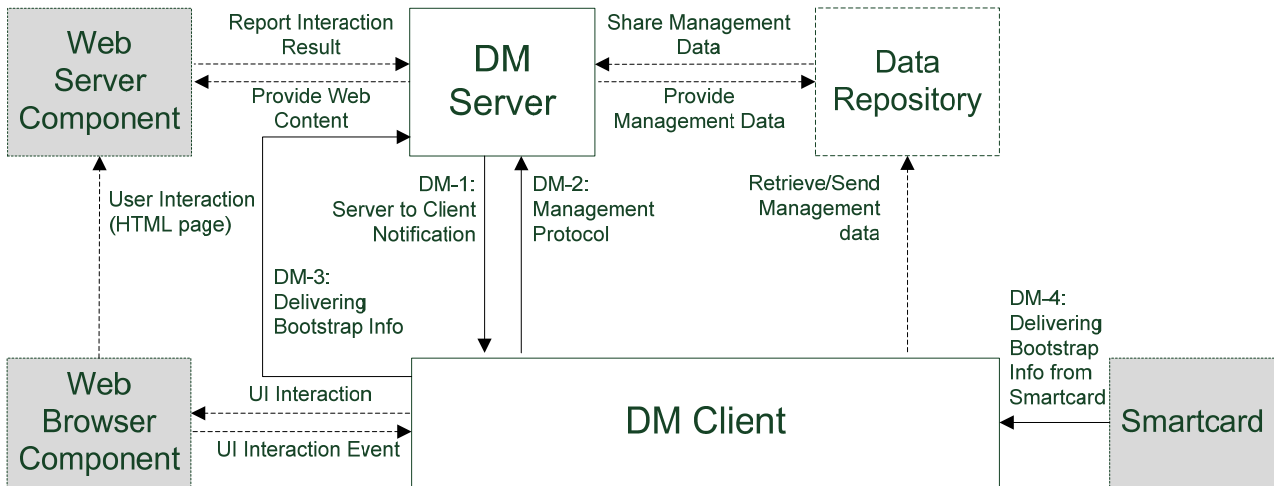 Web
Server
Component
Report Interaction
Result
Provide Web
Content
DM
Server
Share Management
Data
Provide
Management Data
Data
Repository
User Interaction
(HTML page)
DM-1:
Server to Client
Notification
DM-2:
Management
Protocol
Retrieve/Send
Management
data
DM-3:
Delivering
Bootstrap Info
DM-4:
Delivering
Bootstrap
Info from
Smartcard
Web
Browser
Component
UI Interaction
UI Interaction Event
DM Client
Smartcard